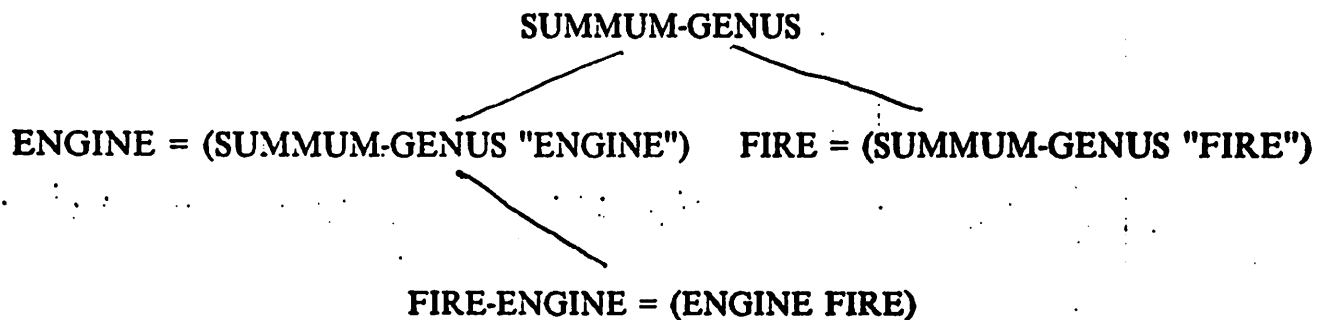 SUMMUM-GENUS
ENGINE = (SUMMUM-GENUS "ENGINE") FIRE = (SUMMUM-GENUS "FIRE")
FIRE-ENGINE = (ENGINE FIRE)